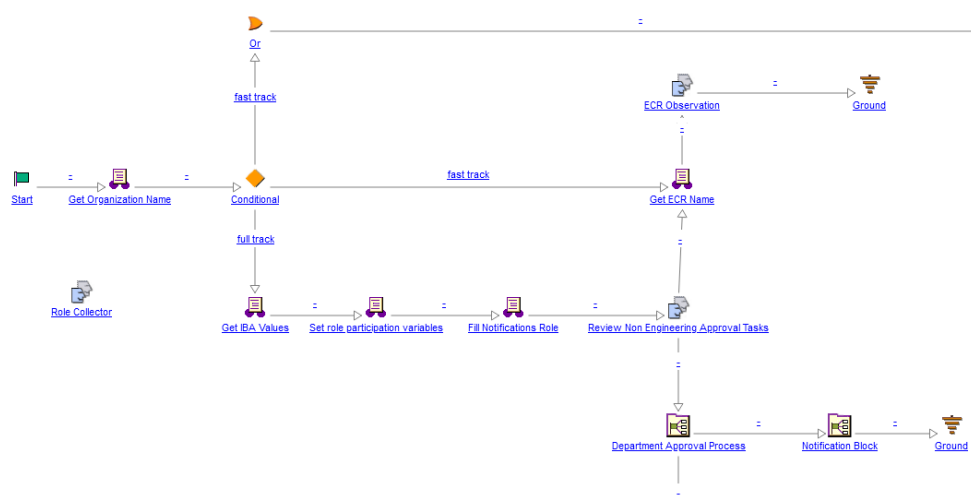 -
Or
fast track
ECR Observation
-
Ground
-
Start
-
Get Organization Name
-
Conditional
fast track
Get ECR Name
full track
-
Role Collector
Get IBA Values
-
Set role participation variables
-
Fill Notifications Role
-
Review Non Engineering Approval Tasks
-
Department Approval Process
-
Notification Block
-
Ground
-